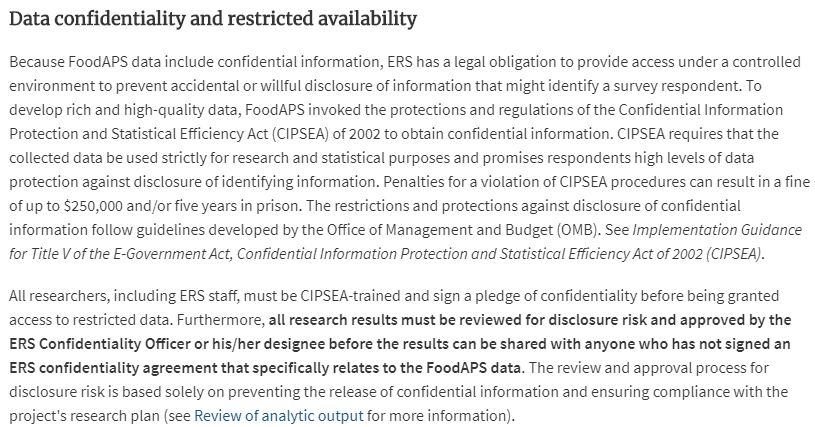 Data confidentiality and restricted availability
Because FoodAPS data include confidential information, ERS has a legal obligation to provide access under a controlled
environment to prevent accidental or willful disclosure of information that might identify a survey respondent. To
develop rich and high-quality data, FoodAPS invoked the protections and regulations of the Confidential Information
Protection and Statistical Efficiency Act (CIPSEA) of 2002 to obtain confidential information. CIPSEA requires that the
collected data be used strictly for research and statistical purposes and promises respondents high levels of data
protection against disclosure of identifying information. Penalties for a violation of CIPSEA procedures can result in a fine
of up to $250,000 and/or five years in prison. The restrictions and protections against disclosure of confidential
information follow guidelines developed by the Office of Management and Budget (OMB). See Implementation Guidance
for Title V of the E-Government Act, Confidential Information Protection and Statistical Efficiency Act of 2002 (CIPSEA).
All researchers, including ERS staff, must be CIPSEA-trained and sign a pledge of confidentiality before being granted
access to restricted data. Furthermore, all research results must be reviewed for disclosure risk and approved by the
ERS Confidentiality Officer or his/her designee before the results can be shared with anyone who has not signed an
ERS confidentiality agreement that specifically relates to the FoodAPS data. The review and approval process for
disclosure risk is based solely on preventing the release of confidential information and ensuring compliance with the
project's research plan (see Review of analytic output for more information).